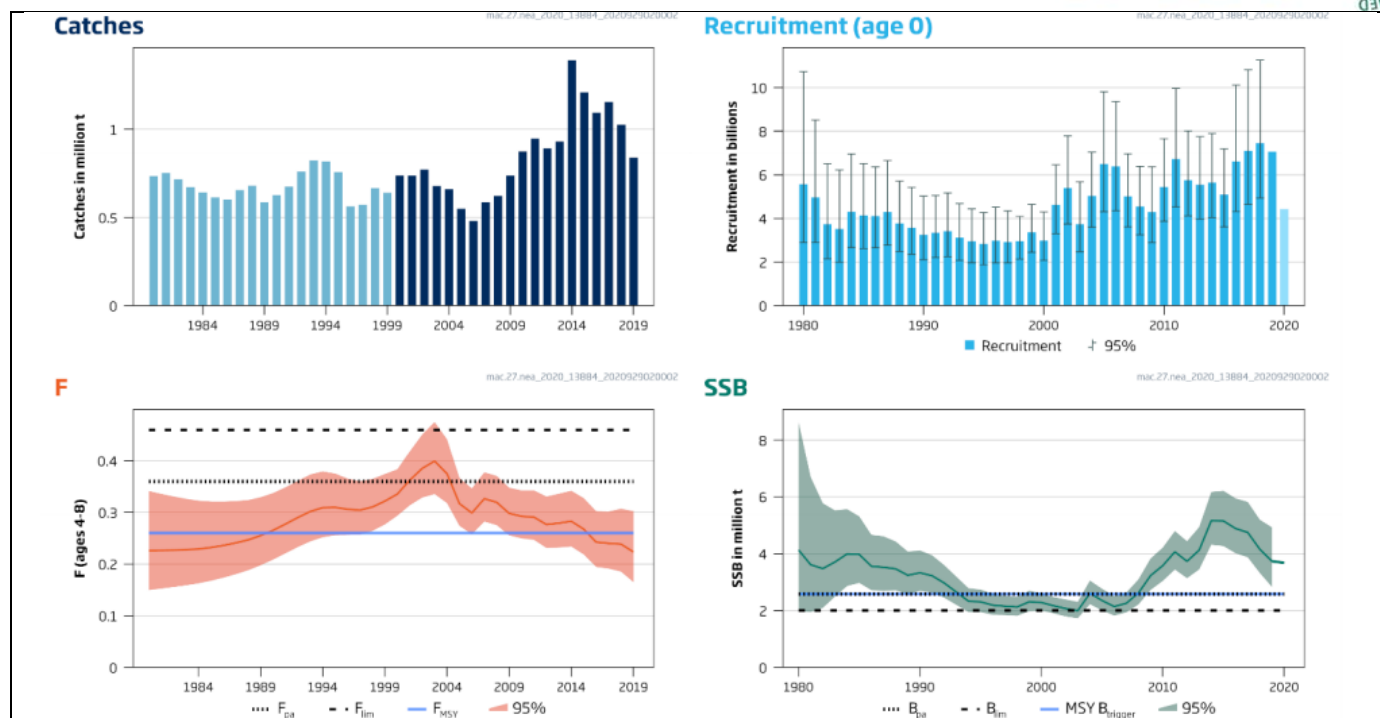 mac.27.nea_2020_13884_2020929020002
Catches
Catches in million t
1
0.5
0
1984 1989 1994 1999 2004 2009 2014 2019
mac.27.nea_2020_13884_2020929020002
Recruitment (age 0)
Recruitment in billions
10
8
6
4
2
0
1980 1990 2000 2010 2020
Recruitment 95%
mac.27.nea_2020_13884_2020929020002
F
F (ages 4-8)
0.4
0.3
0.2
0.1
0
1984 1989 1994 1999 2004 2009 2014 2019
Fpa Flim FMSY 95%
mac.27.nea_2020_13884_2020929020002
SSB
SSB in million t
8
6
4
2
0
1980 1990 2000 2010 2020
Bpa Blim MSY Btrigger 95%